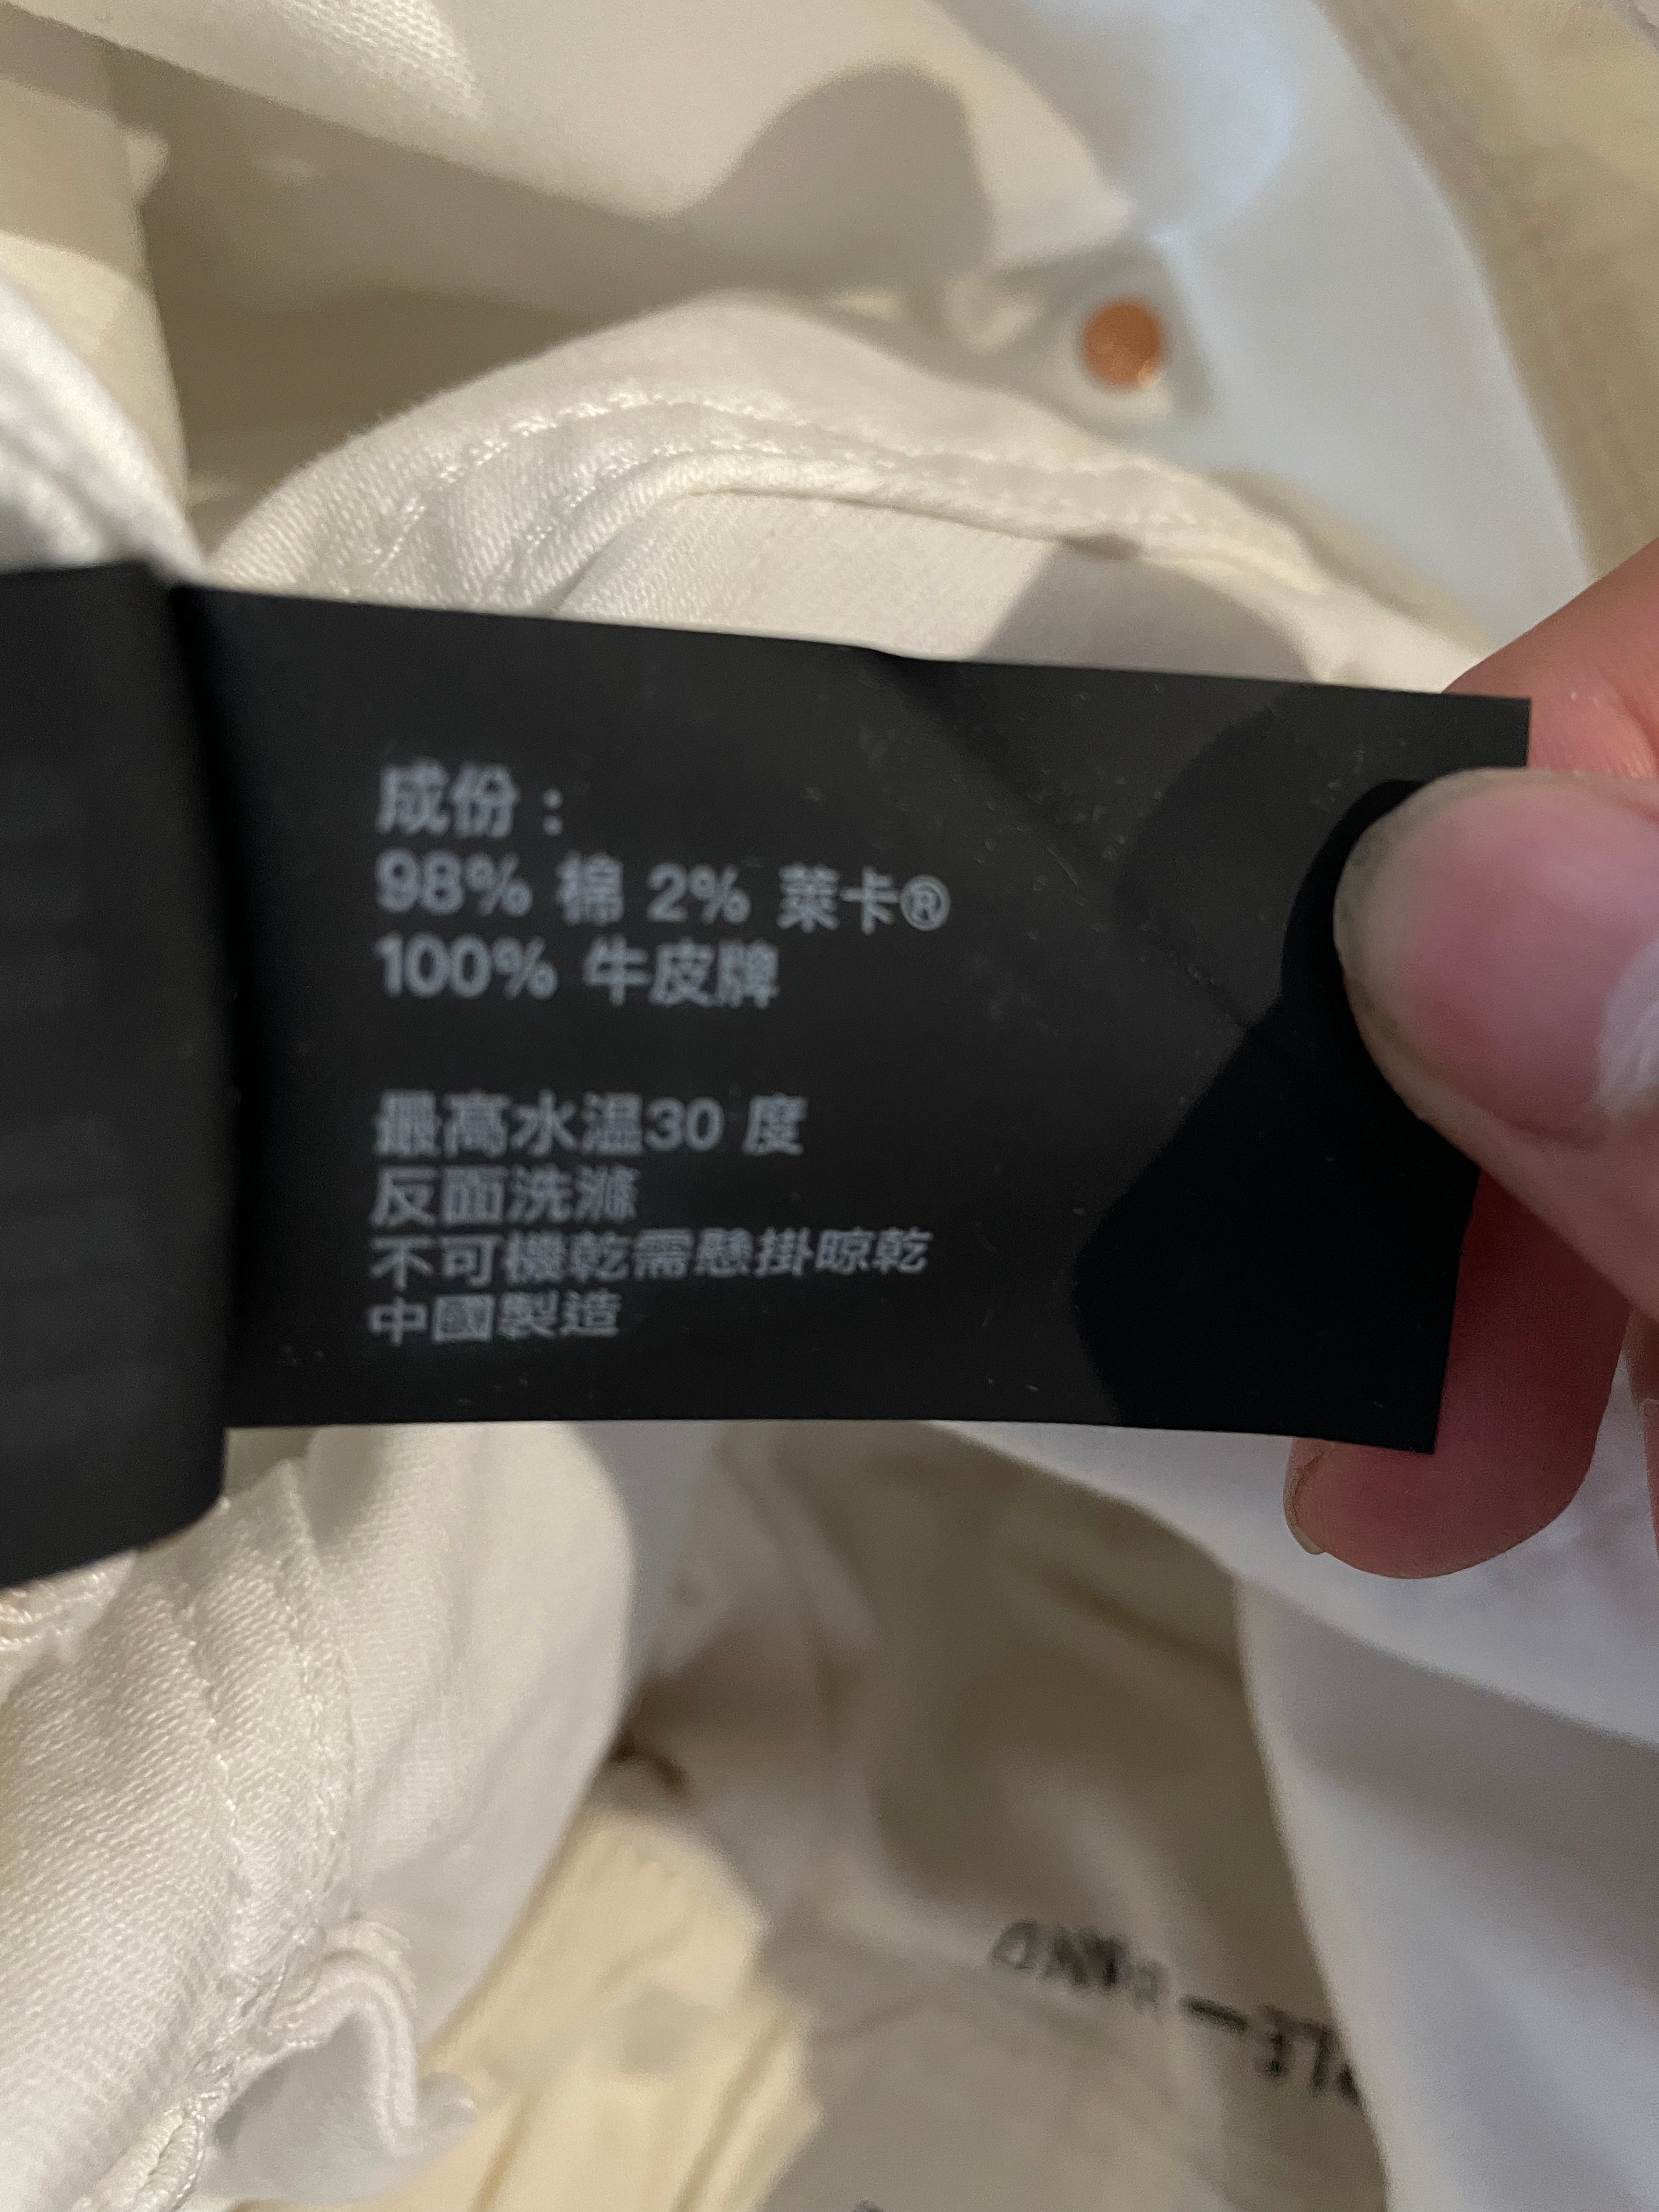 成份：
98% 棉 2% 萊卡®
100% 牛皮牌
最高水温30 度
反面洗滌
不可機乾需懸掛晾乾
中國製造